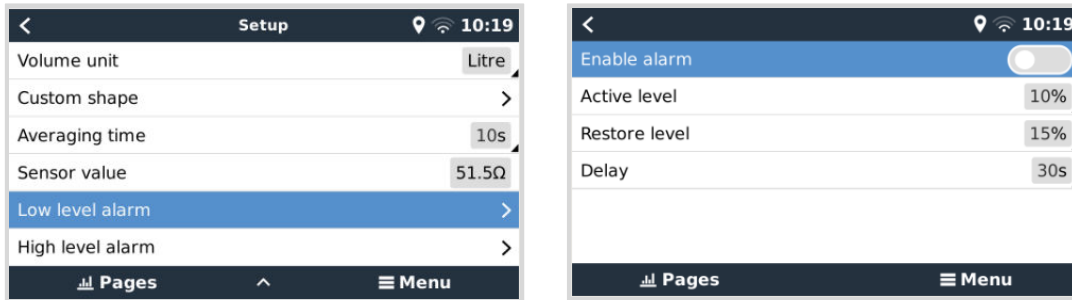 Setup 10:19
Volume unit Litre
Custom shape
Averaging time 10s
Sensor value 51.5Ω
Low level alarm
High level alarm
Pages Menu
10:19
Enable alarm
Active level 10%
Restore level 15%
Delay 30s
Pages Menu